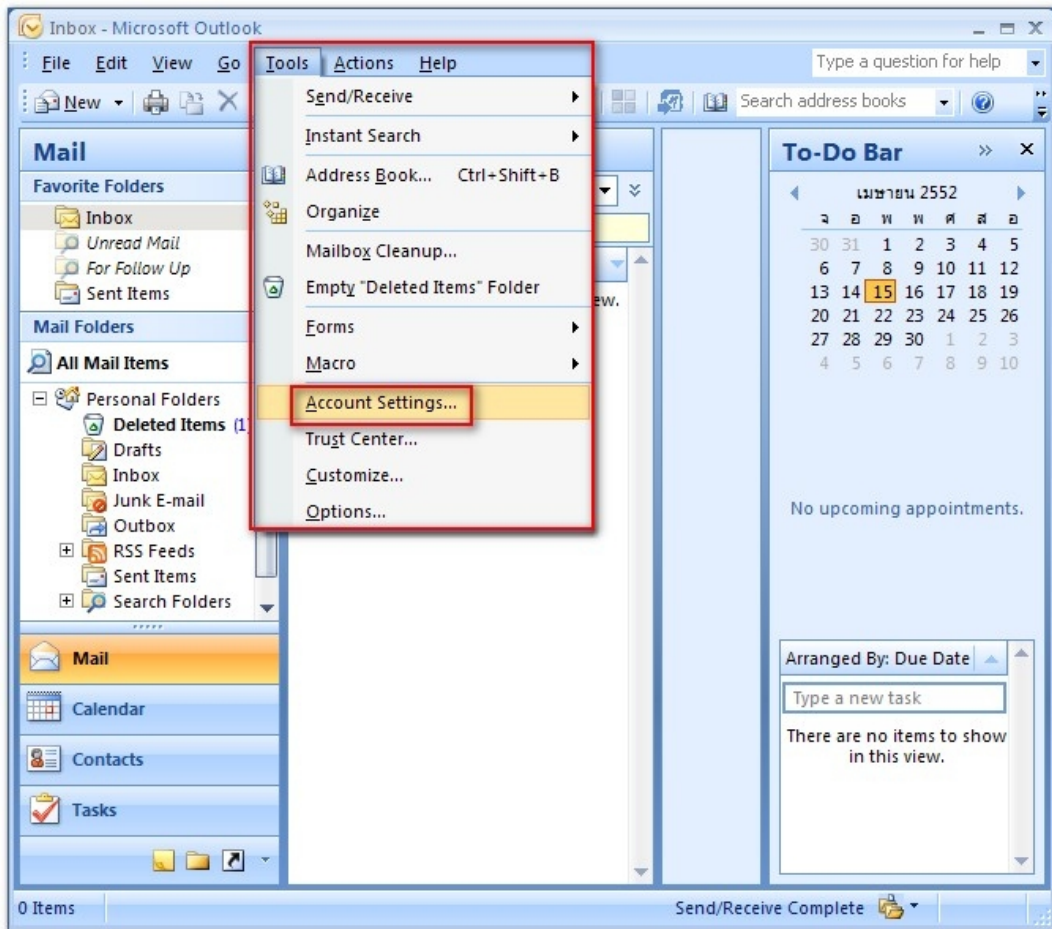 Inbox - Microsoft Outlook
File Edit View Go Tools Actions Help Type a question for help
New Search address books
Send/Receive
Instant Search
Address Book... Ctrl+Shift+B
Organize
Mailbox Cleanup...
Empty "Deleted Items" Folder
Forms
Macro
Account Settings...
Trust Center...
Customize...
Options...
Mail
Favorite Folders
Inbox
Unread Mail
For Follow Up
Sent Items
Mail Folders
All Mail Items
Personal Folders
Deleted Items (1
Drafts
Inbox
Junk E-mail
Outbox
RSS Feeds
Sent Items
Search Folders
Mail
Calendar
Contacts
Tasks
ew.
To-Do Bar
เมษายน 2552
จ อ พ พ ศ ส อ
30 31 1 2 3 4 5
6 7 8 9 10 11 12
13 14 15 16 17 18 19
20 21 22 23 24 25 26
27 28 29 30 1 2 3
4 5 6 7 8 9 10
No upcoming appointments.
Arranged By: Due Date
Type a new task
There are no items to show
in this view.
0 Items Send/Receive Complete